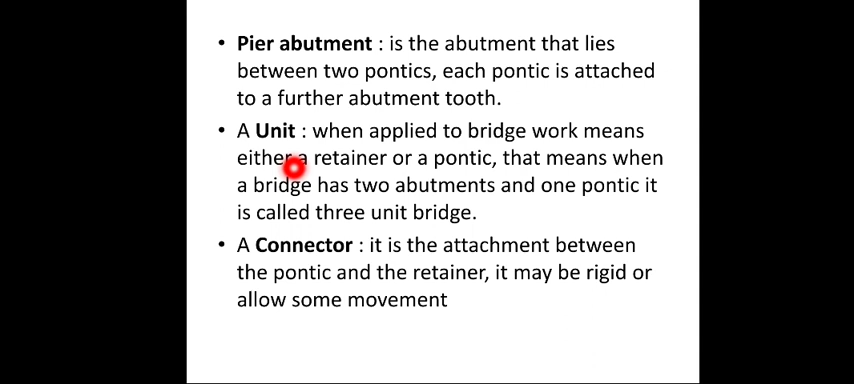 • Pier abutment : is the abutment that lies
between two pontics, each pontic is attached
to a further abutment tooth.
• A Unit : when applied to bridge work means
either a retainer or a pontic, that means when
a bridge has two abutments and one pontic it
is called three unit bridge.
• A Connector : it is the attachment between
the pontic and the retainer, it may be rigid or
allow some movement